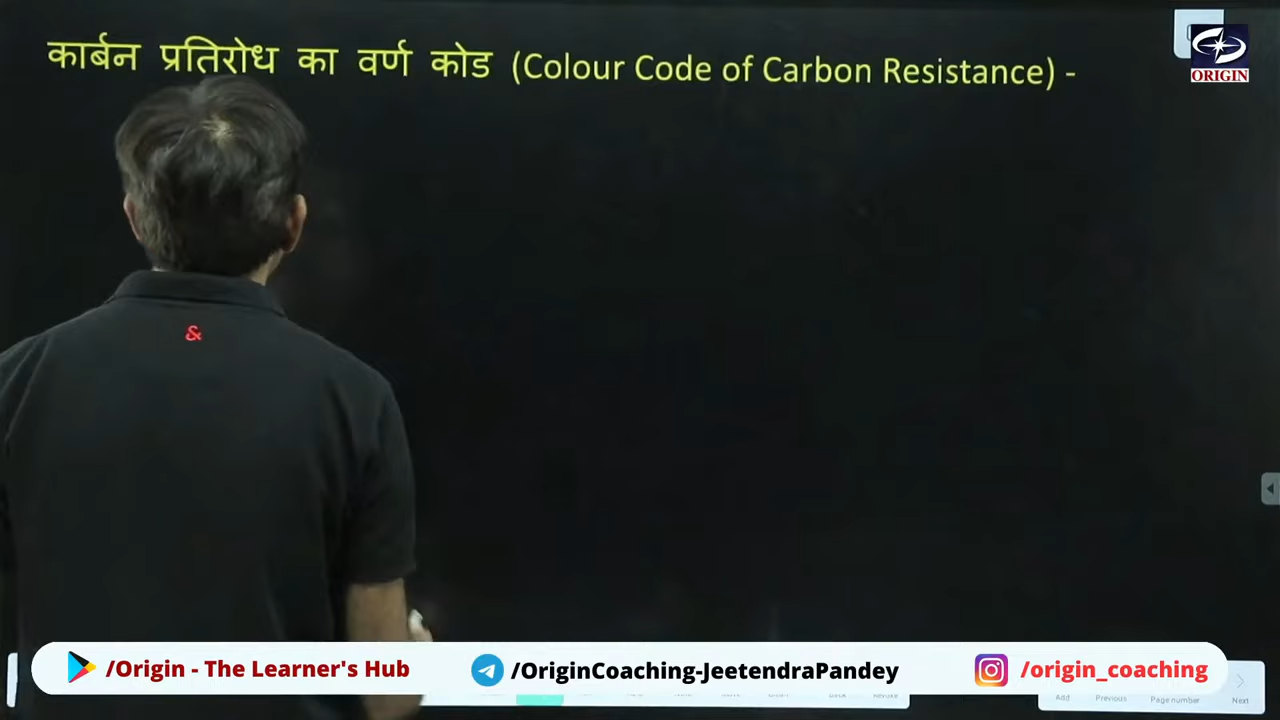 कार्बन प्रतिरोध का वर्ण कोड (Colour Code of Carbon Resistance) -
ORIGIN
&
/Origin - The Learner's Hub
/OriginCoaching-JeetendraPandey
/origin_coaching
Add Previous Page number Next